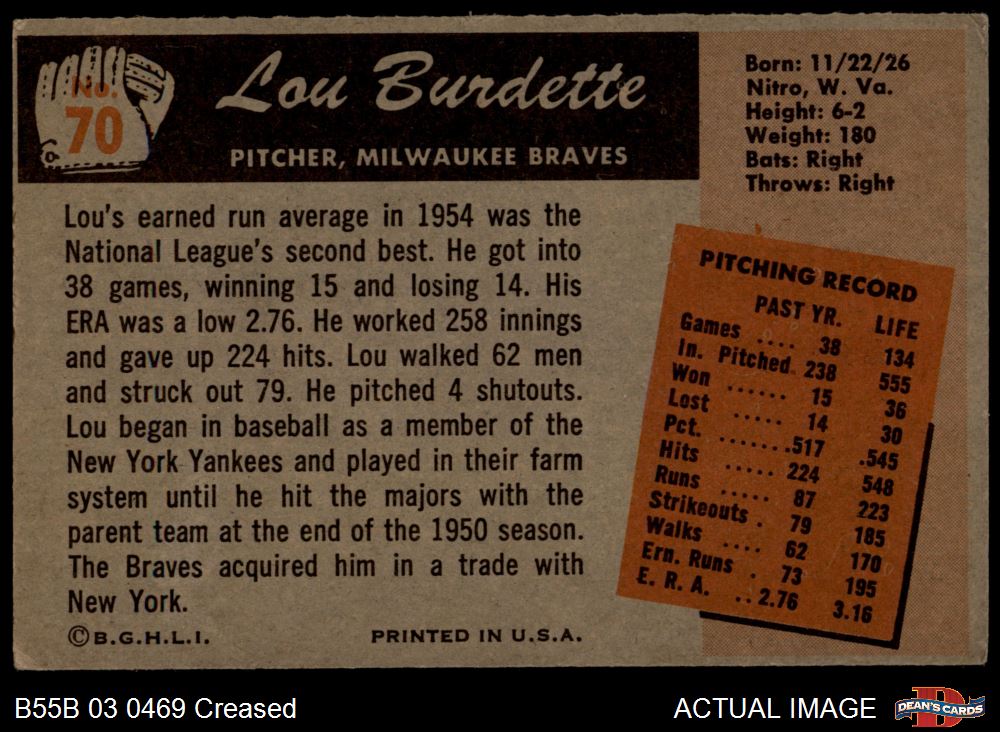 No.
70
Lou Burdette
PITCHER, MILWAUKEE BRAVES
Born: 11/22/26
Nitro, W. Va.
Height: 6-2
Weight: 180
Bats: Right
Throws: Right
Lou's earned run average in 1954 was the
National League's second best. He got into
38 games, winning 15 and losing 14. His
ERA was a low 2.76. He worked 258 innings
and gave up 224 hits. Lou walked 62 men
and struck out 79. He pitched 4 shutouts.
Lou began in baseball as a member of the
New York Yankees and played in their farm
system until he hit the majors with the
parent team at the end of the 1950 season.
The Braves acquired him in a trade with
New York.
©B.G.H.L.I. PRINTED IN U.S.A.
PITCHING RECORD
PAST YR. LIFE
Games .... 38 134
In. Pitched. 238 555
Won ...... 15 36
Lost ..... 14 30
Pct. .......517 .545
Hits ..... 224 548
Runs ..... 87 223
Strikeouts . 79 185
Walks .... 62 170
Ern. Runs . 73 195
E. R. A. ..2.76 3.16
B55B 03 0469 Creased
ACTUAL IMAGE
D
DEAN'S CARDS